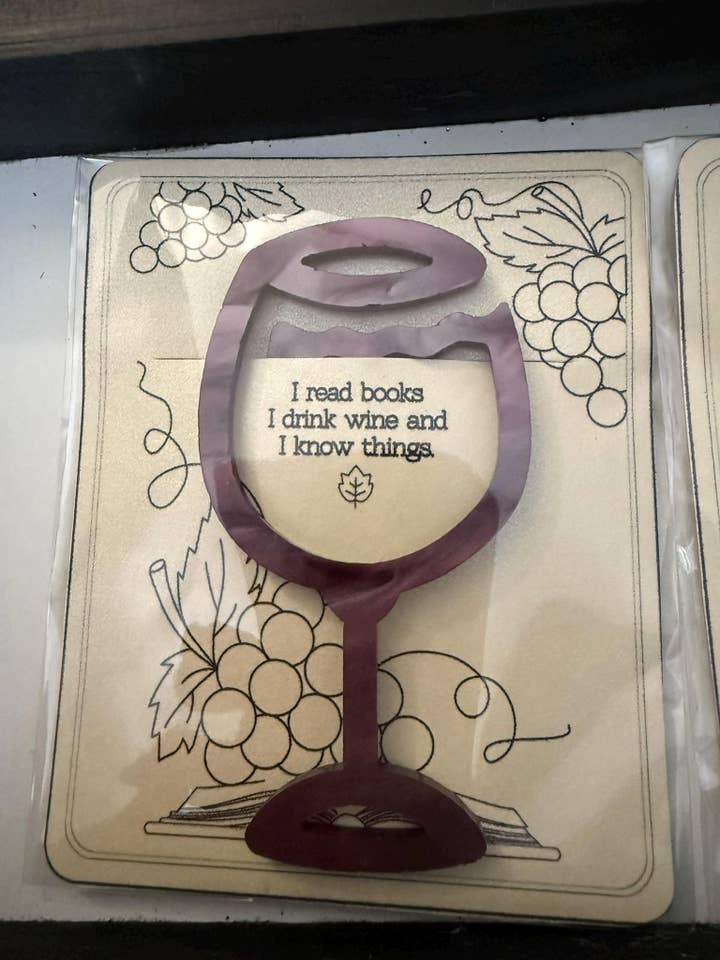 I read books
I drink wine and
I know things.